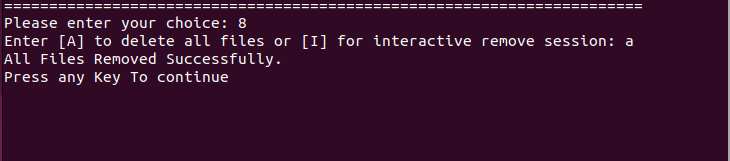 =======================================================================
Please enter your choice: 8
Enter [A] to delete all files or [I] for interactive remove session: a
All Files Removed Successfully.
Press any Key To continue